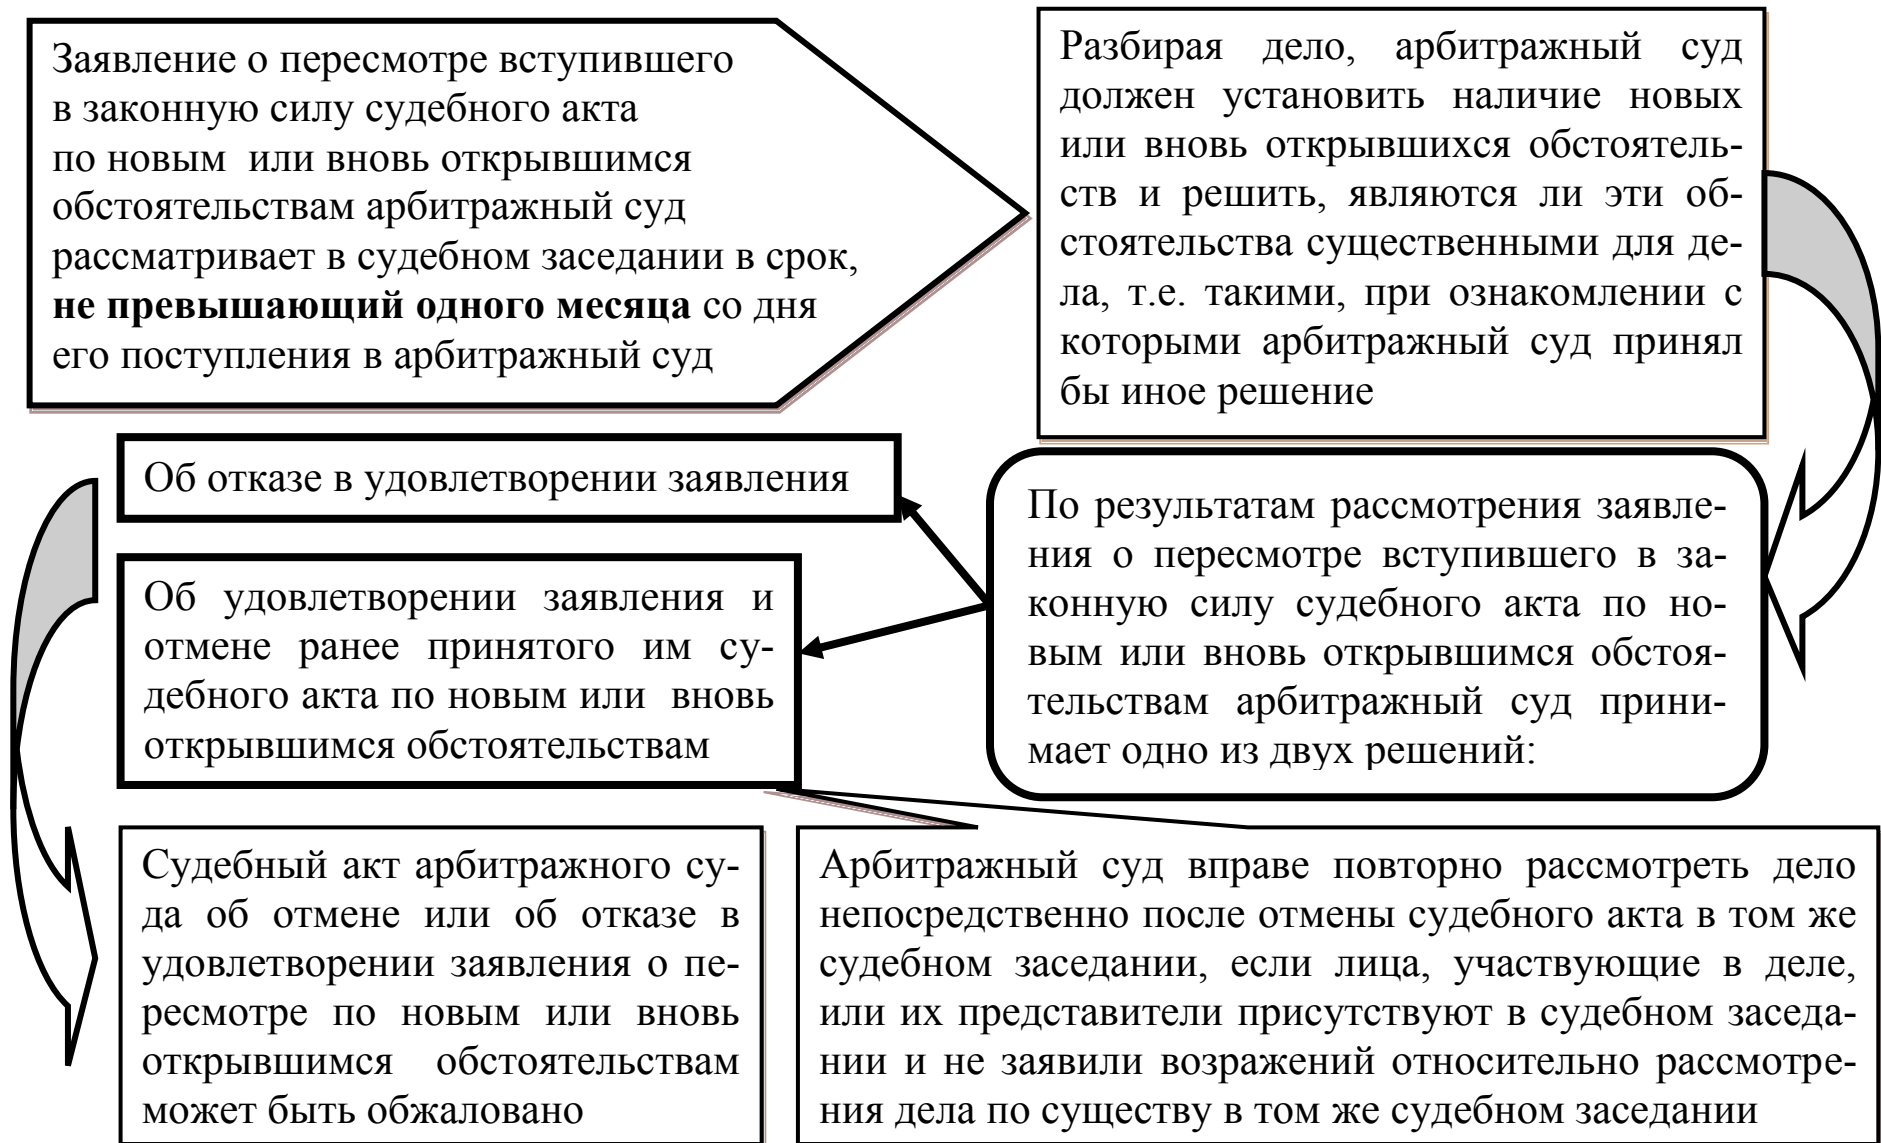 Заявление о пересмотре вступившего
в законную силу судебного акта
по новым или вновь открывшимся
обстоятельствам арбитражный суд
рассматривает в судебном заседании в срок,
не превышающий одного месяца со дня
его поступления в арбитражный суд
Разбирая дело, арбитражный суд
должен установить наличие новых
или вновь открывшихся обстоятель-
ств и решить, являются ли эти об-
стоятельства существенными для де-
ла, т.е. такими, при ознакомлении с
которыми арбитражный суд принял
бы иное решение
По результатам рассмотрения заявле-
ния о пересмотре вступившего в за-
конную силу судебного акта по но-
вым или вновь открывшимся обстоя-
тельствам арбитражный суд прини-
мает одно из двух решений:
Об отказе в удовлетворении заявления
Об удовлетворении заявления и
отмене ранее принятого им су-
дебного акта по новым или вновь
открывшимся обстоятельствам
Судебный акт арбитражного су-
да об отмене или об отказе в
удовлетворении заявления о пе-
ресмотре по новым или вновь
открывшимся обстоятельствам
может быть обжаловано
Арбитражный суд вправе повторно рассмотреть дело
непосредственно после отмены судебного акта в том же
судебном заседании, если лица, участвующие в деле,
или их представители присутствуют в судебном заседа-
нии и не заявили возражений относительно рассмотре-
ния дела по существу в том же судебном заседании